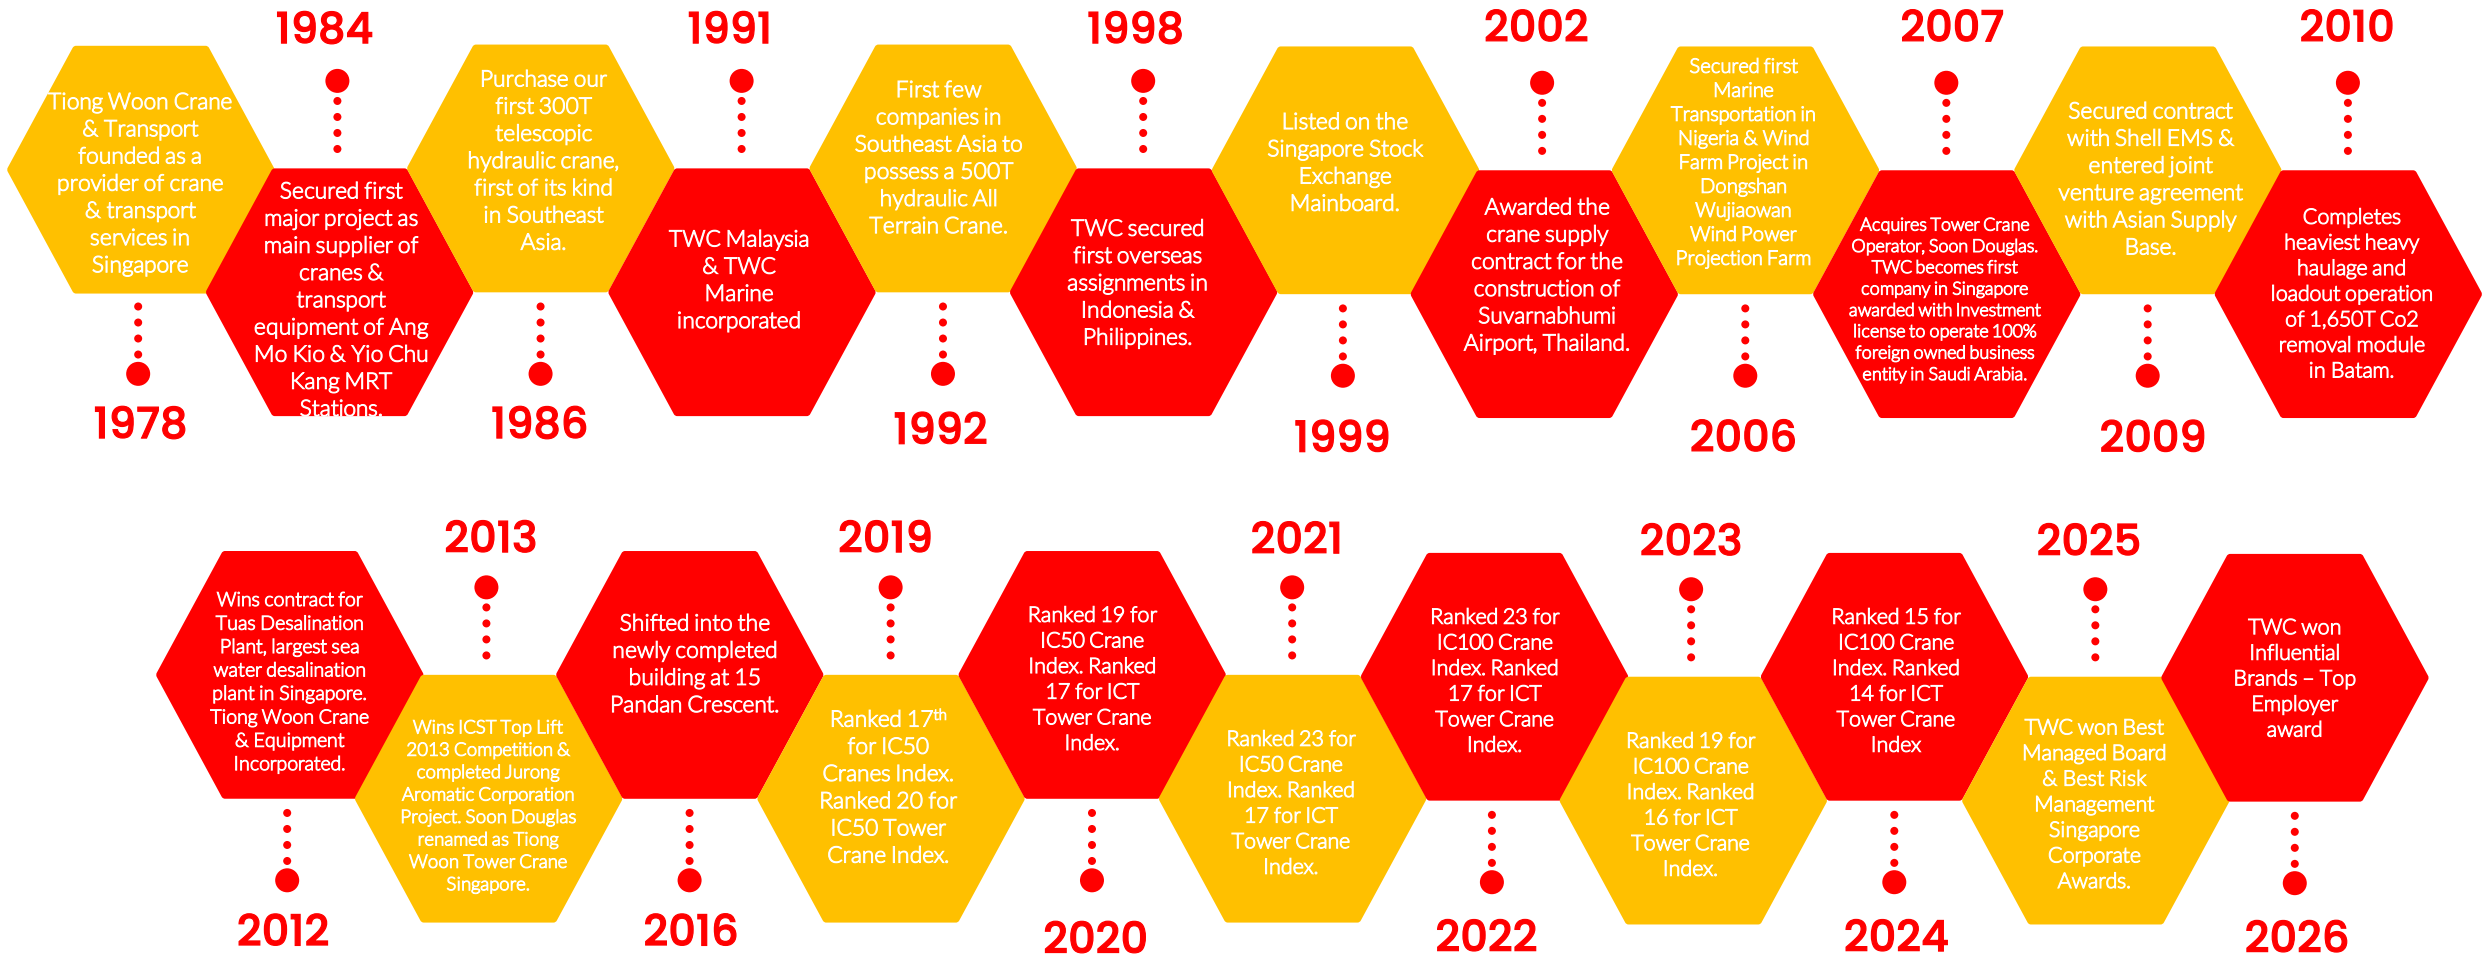 1978
Tiong Woon Crane
& Transport
founded as a
provider of crane
& transport
services in
Singapore
1984
Secured first
major project as
main supplier of
cranes &
transport
equipment of Ang
Mo Kio & Yio Chu
Kang MRT
Stations.
1986
Purchase our
first 300T
telescopic
hydraulic crane,
first of its kind
in Southeast
Asia.
1991
TWC Malaysia
& TWC
Marine
incorporated
1992
First few
companies in
Southeast Asia to
possess a 500T
hydraulic All
Terrain Crane.
1998
TWC secured
first overseas
assignments in
Indonesia &
Philippines.
1999
Listed on the
Singapore Stock
Exchange
Mainboard.
2002
Awarded the
crane supply
contract for the
construction of
Suvarnabhumi
Airport, Thailand.
2006
Secured first
Marine
Transportation in
Nigeria & Wind
Farm Project in
Dongshan
Wujiaowan
Wind Power
Projection Farm
2007
Acquires Tower Crane
Operator, Soon Douglas.
TWC becomes first
company in Singapore
awarded with Investment
license to operate 100%
foreign owned business
entity in Saudi Arabia.
2009
Secured contract
with Shell EMS &
entered joint
venture agreement
with Asian Supply
Base.
2010
Completes
heaviest heavy
haulage and
loadout operation
of 1,650T Co2
removal module
in Batam.
2012
Wins contract for
Tuas Desalination
Plant, largest sea
water desalination
plant in Singapore.
Tiong Woon Crane
& Equipment
Incorporated.
2013
Wins ICST Top Lift
2013 Competition &
completed Jurong
Aromatic Corporation
Project. Soon Douglas
renamed as Tiong
Woon Tower Crane
Singapore.
2016
Shifted into the
newly completed
building at 15
Pandan Crescent.
2019
Ranked 17th
for IC50
Cranes Index.
Ranked 20 for
IC50 Tower
Crane Index.
2020
Ranked 19 for
IC50 Crane
Index. Ranked
17 for ICT
Tower Crane
Index.
2021
Ranked 23 for
IC50 Crane
Index. Ranked
17 for ICT
Tower Crane
Index.
2022
Ranked 23 for
IC100 Crane
Index. Ranked
17 for ICT
Tower Crane
Index.
2023
Ranked 19 for
IC100 Crane
Index. Ranked
16 for ICT
Tower Crane
Index.
2024
Ranked 15 for
IC100 Crane
Index. Ranked
14 for ICT
Tower Crane
Index
2025
TWC won Best
Managed Board
& Best Risk
Management
Singapore
Corporate
Awards.
2026
TWC won
Influential
Brands – Top
Employer
award